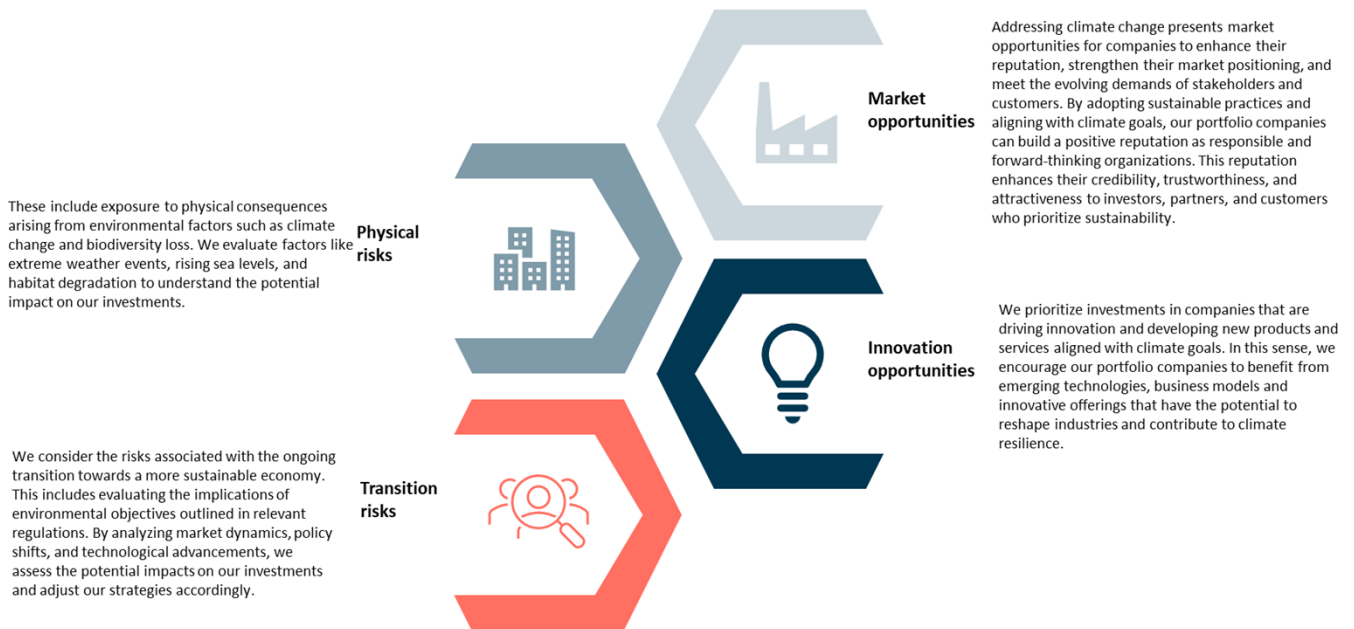 Addressing climate change presents market
opportunities for companies to enhance their
reputation, strengthen their market positioning, and
meet the evolving demands of stakeholders and
customers. By adopting sustainable practices and
aligning with climate goals, our portfolio companies
can build a positive reputation as responsible and
forward-thinking organizations. This reputation
enhances their credibility, trustworthiness, and
attractiveness to investors, partners, and customers
who prioritize sustainability.
Market
opportunities
These include exposure to physical consequences
arising from environmental factors such as climate
change and biodiversity loss. We evaluate factors like
extreme weather events, rising sea levels, and
habitat degradation to understand the potential
impact on our investments.
Physical
risks
We prioritize investments in companies that are
driving innovation and developing new products and
services aligned with climate goals. In this sense, we
encourage our portfolio companies to benefit from
emerging technologies, business models and
innovative offerings that have the potential to
reshape industries and contribute to climate
resilience.
Innovation
opportunities
We consider the risks associated with the ongoing
transition towards a more sustainable economy.
This includes evaluating the implications of
environmental objectives outlined in relevant
regulations. By analyzing market dynamics, policy
shifts, and technological advancements, we
assess the potential impacts on our investments
and adjust our strategies accordingly.
Transition
risks